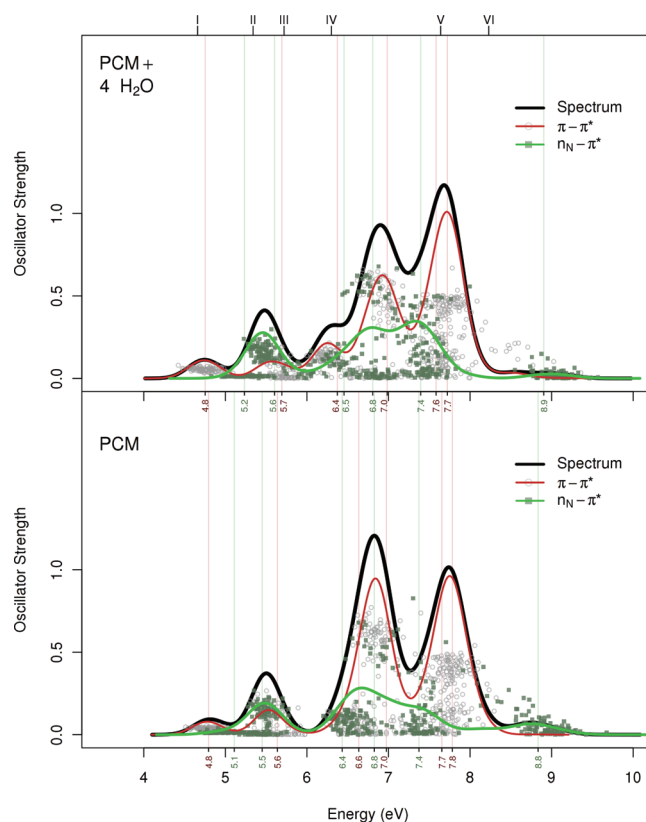 I II III IV V VI
PCM +
4 H₂O
Spectrum
π−π*
n_N−π*
Oscillator Strength
1.0
0.5
0.0
4.8 5.2 5.6 5.7 6.4 6.5 6.8 7.0 7.4 7.6 7.7 8.9
PCM
Spectrum
π−π*
n_N−π*
Oscillator Strength
1.0
0.5
0.0
4.8 5.1 5.5 5.6 6.4 6.6 6.8 7.0 7.4 7.7 7.8 8.8
4 5 6 7 8 9 10
Energy (eV)